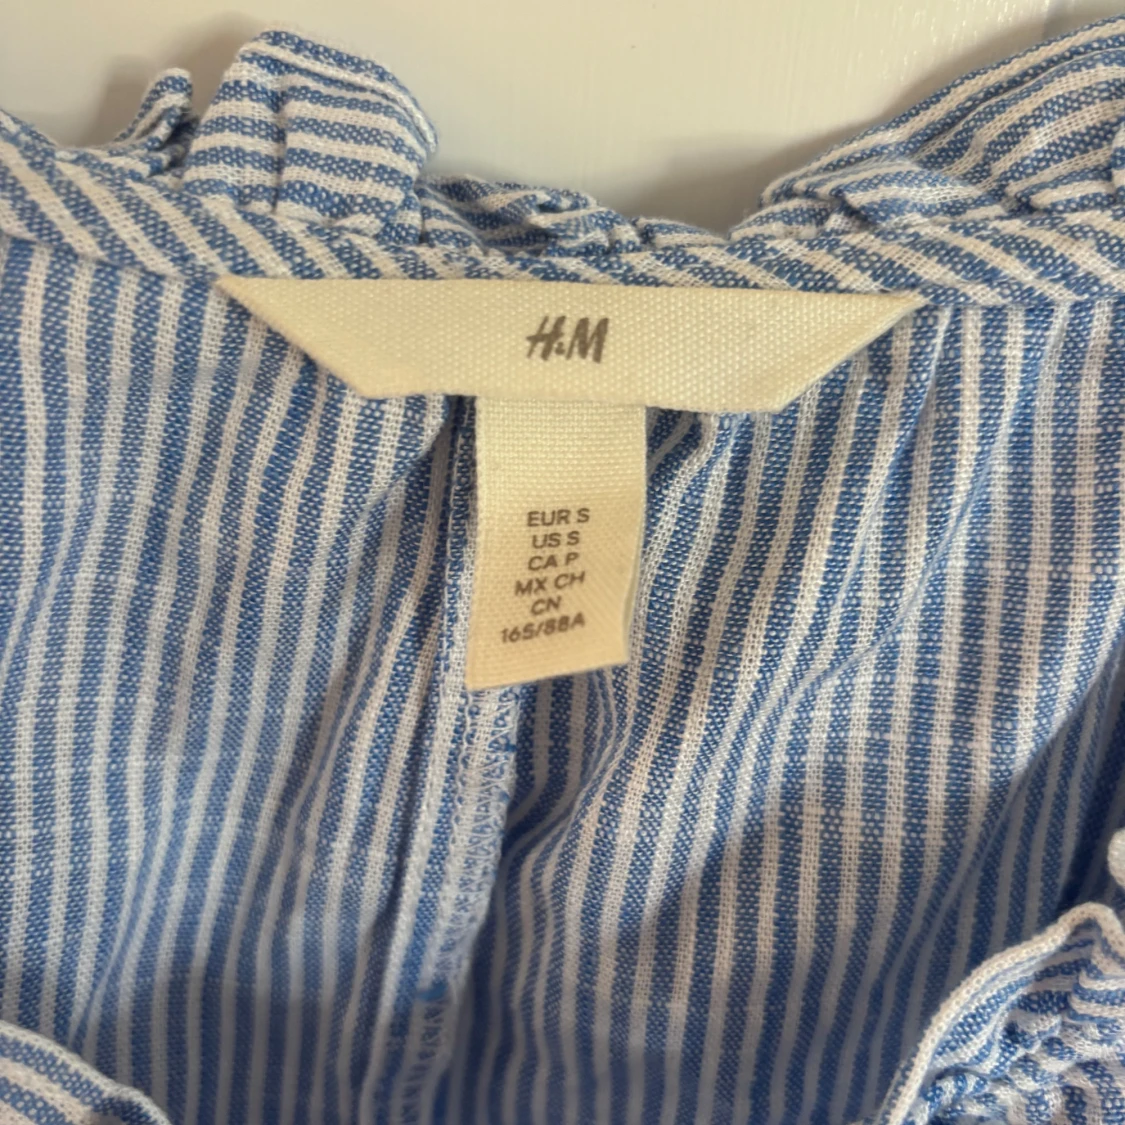 H&M
EUR S
US S
CA P
MX CH
CN
165/88A